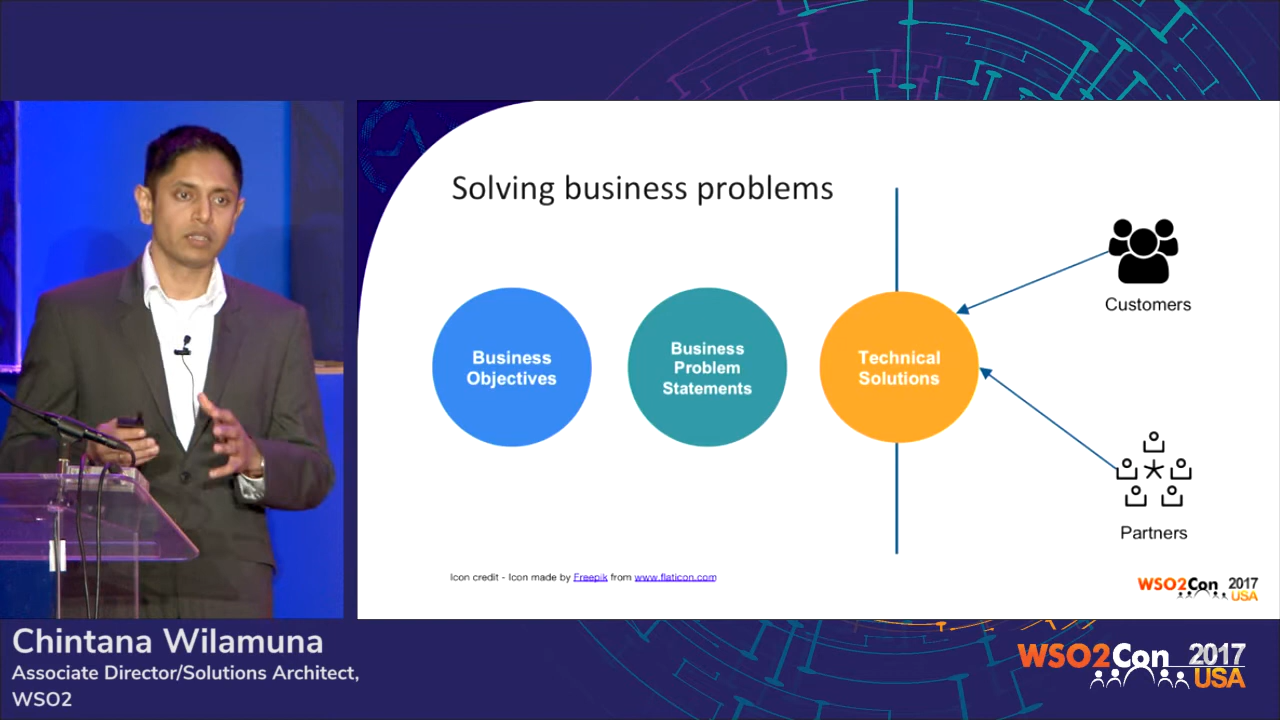 Solving business problems
Business
Objectives
Business
Problem
Statements
Technical
Solutions
Customers
Partners
Icon credit - Icon made by Freepik from www.flaticon.com
WSO2Con 2017
USA
Chintana Wilamuna
Associate Director/Solutions Architect,
WSO2
WSO2Con 2017
USA